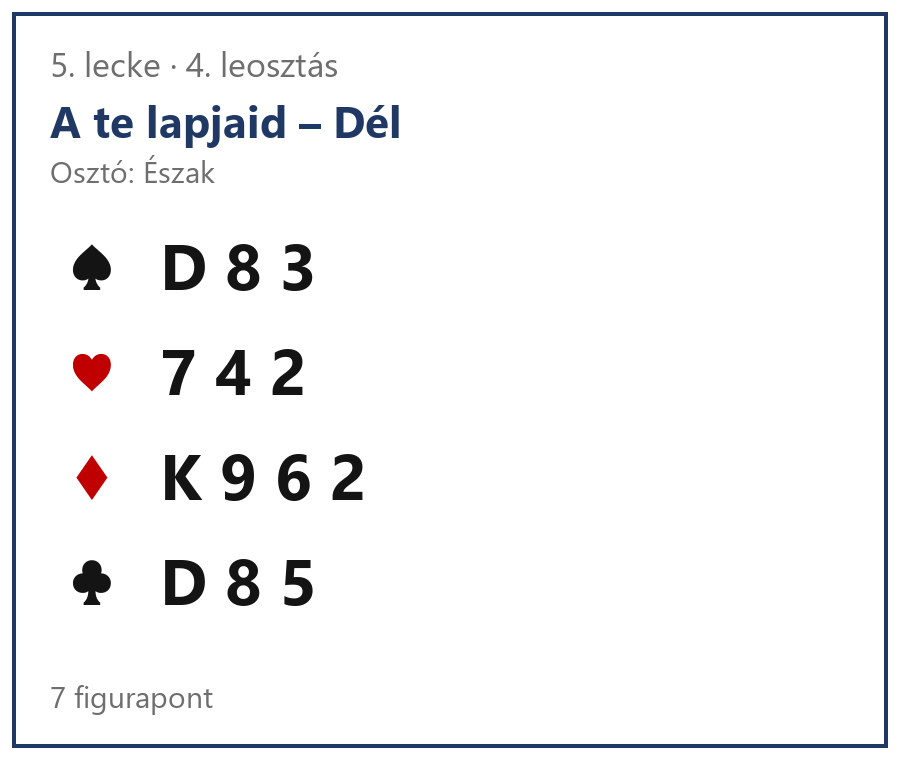 5. lecke · 4. leosztás
A te lapjaid – Dél
Osztó: Észak
♠ D 8 3
♥ 7 4 2
♦ K 9 6 2
♣ D 8 5
7 figurapont